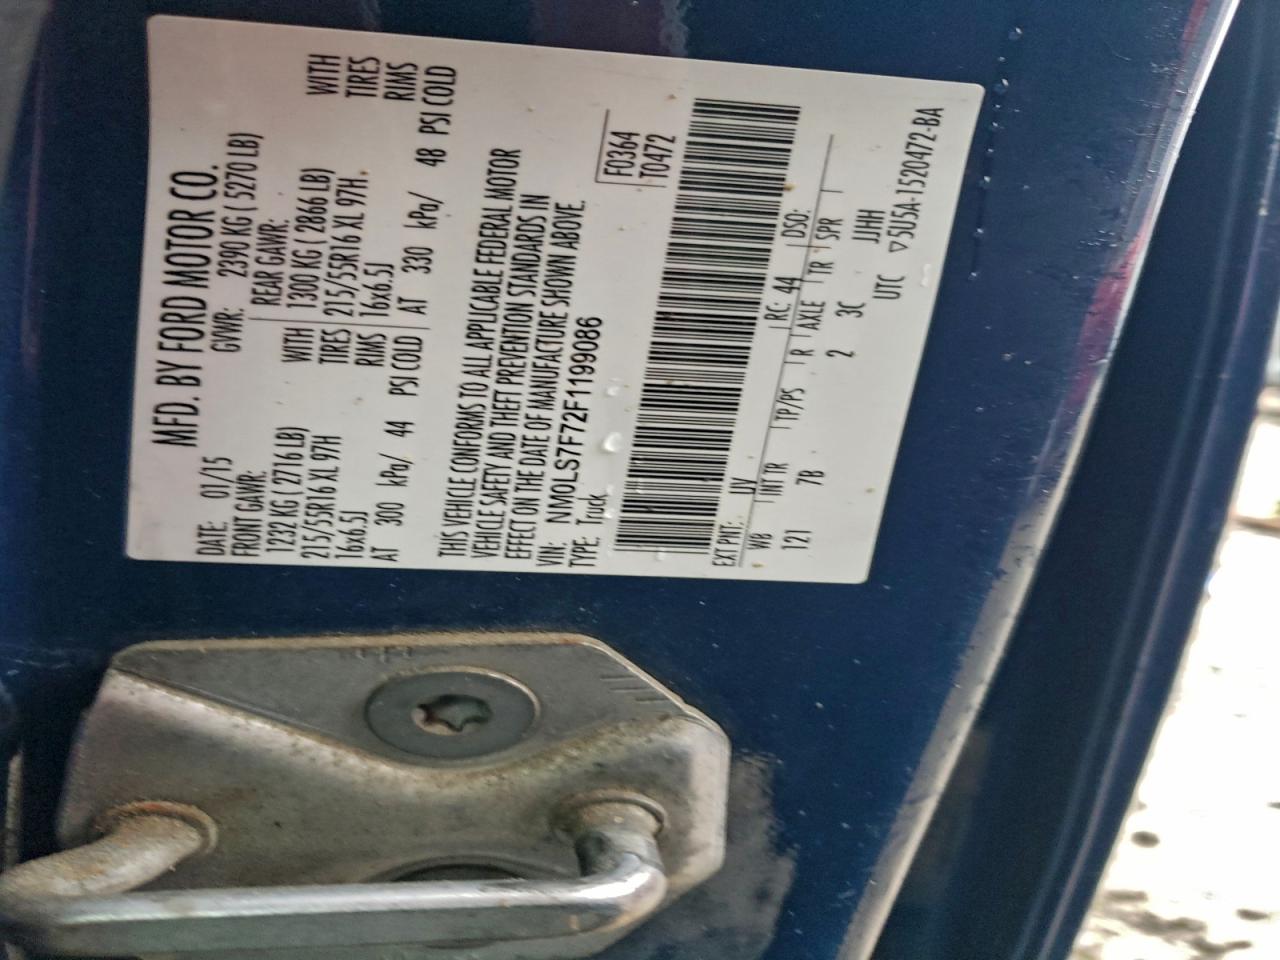 MFD. BY FORD MOTOR CO.
DATE: 01/15 GVWR: 2390 KG ( 5270 LB)
FRONT GAWR: REAR GAWR:
1232 KG ( 2716 LB) WITH 1300 KG ( 2866 LB) WITH
215/55R16 XL 97H TIRES 215/55R16 XL 97H TIRES
16x6.5J RIMS 16x6.5J RIMS
AT 300 kPa/ 44 PSI COLD AT 330 kPa/ 48 PSI COLD
THIS VEHICLE CONFORMS TO ALL APPLICABLE FEDERAL MOTOR
VEHICLE SAFETY AND THEFT PREVENTION STANDARDS IN
EFFECT ON THE DATE OF MANUFACTURE SHOWN ABOVE.
VIN: NM0LS7F72F1199086 F0364
TYPE: Truck T0472
EXT PNT: JV RC: 44 DSO:
WB INT TR TP/PS R AXLE TR SPR
121 7B 2 3C JJHH
UTC ▽5U5A-1520472-BA